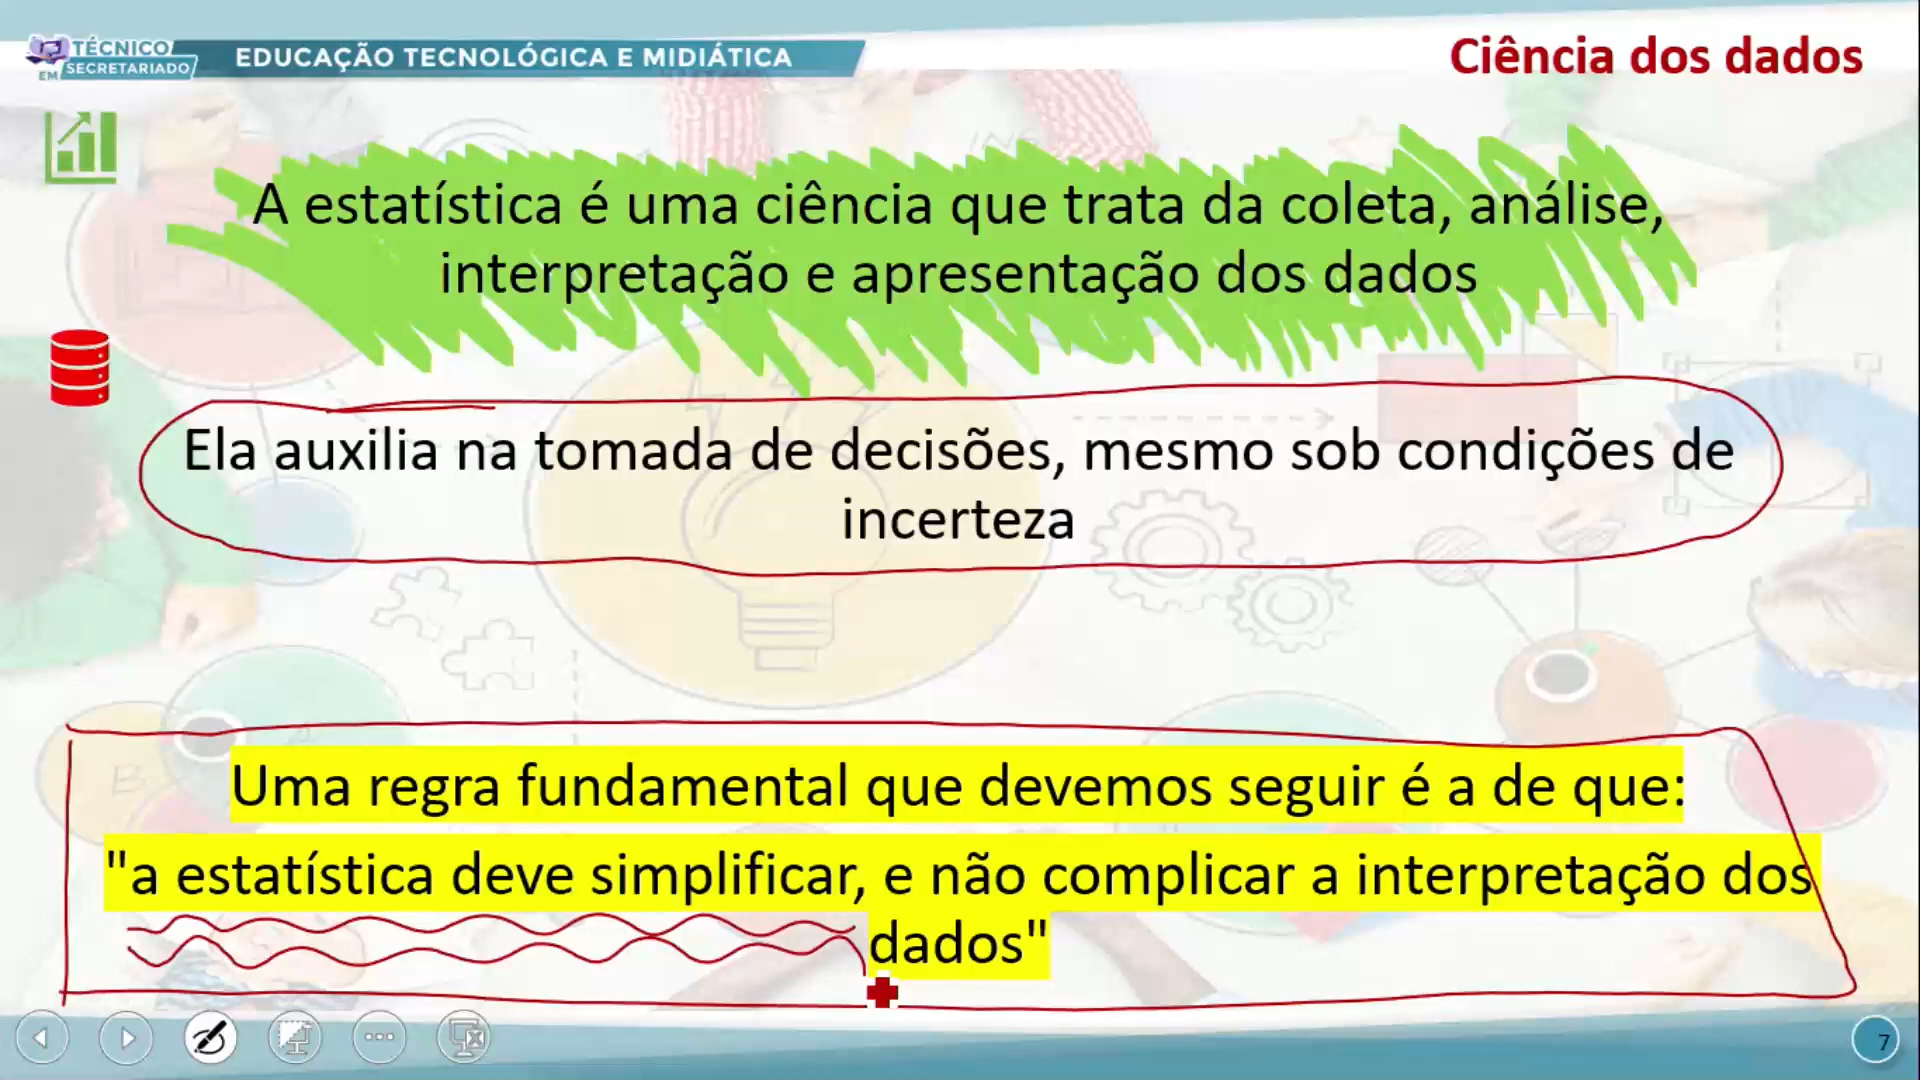 TÉCNICO
EM SECRETARIADO
EDUCAÇÃO TECNOLÓGICA E MIDIÁTICA
Ciência dos dados
A estatística é uma ciência que trata da coleta, análise,
interpretação e apresentação dos dados
Ela auxilia na tomada de decisões, mesmo sob condições de
incerteza
Uma regra fundamental que devemos seguir é a de que:
"a estatística deve simplificar, e não complicar a interpretação dos
dados"
B
7